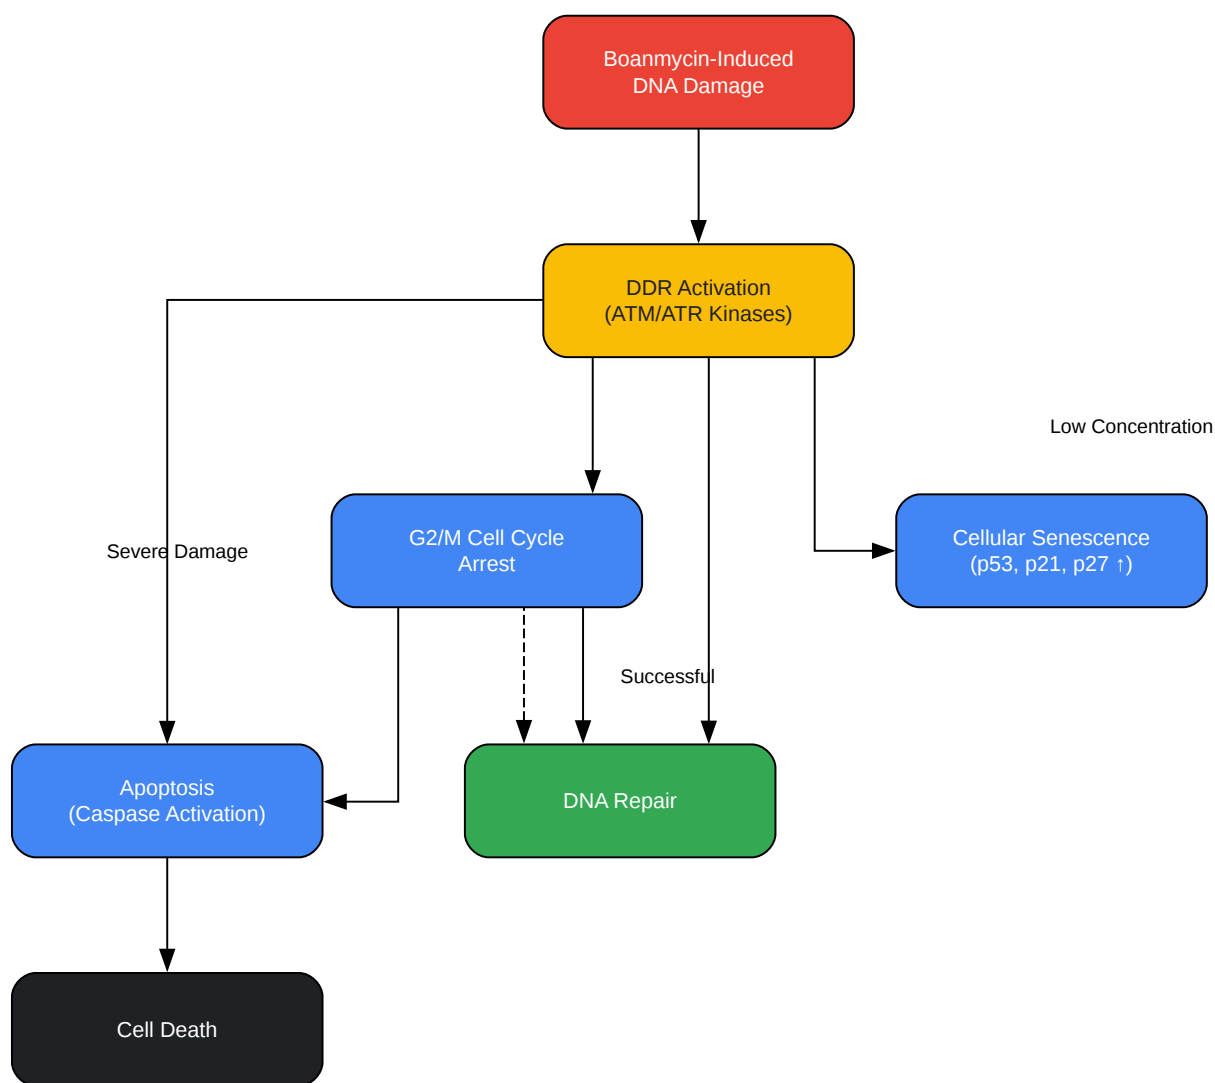 Boanmycin-Induced
DNA Damage
DDR Activation
(ATM/ATR Kinases)
Low Concentration
G2/M Cell Cycle
Arrest
Cellular Senescence
(p53, p21, p27 ↑)
Severe Damage
Successful
Apoptosis
(Caspase Activation)
DNA Repair
Cell Death